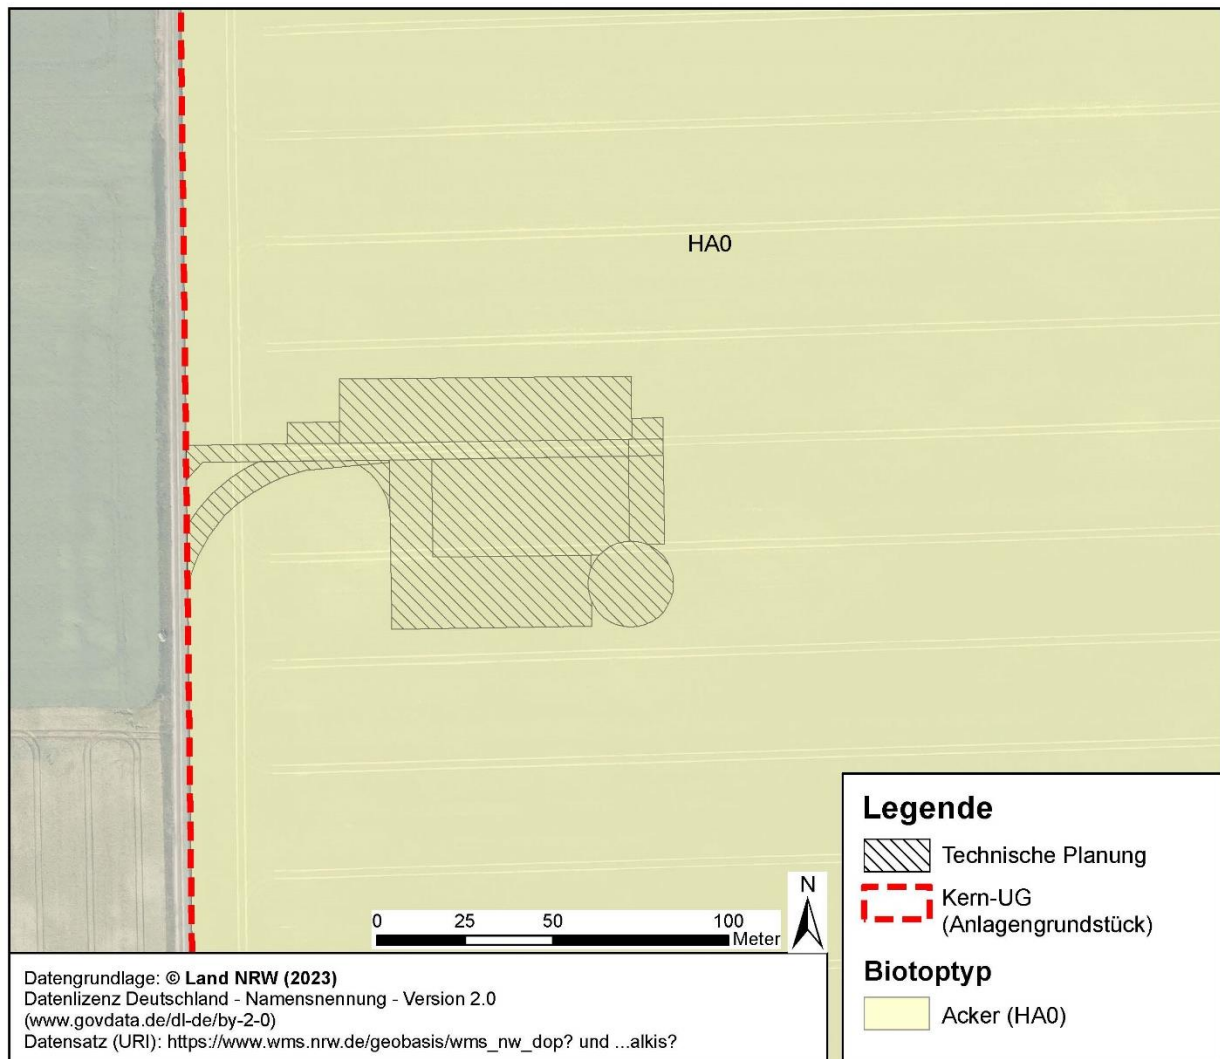 HA0
N
0 25 50 100
Meter
Legende
Technische Planung
Kern-UG
(Anlagengrundstück)
Biotoptyp
Acker (HA0)
Datengrundlage: © Land NRW (2023)
Datenlizenz Deutschland - Namensnennung - Version 2.0
(www.govdata.de/dl-de/by-2-0)
Datensatz (URI): https://www.wms.nrw.de/geobasis/wms_nw_dop? und ...alkis?